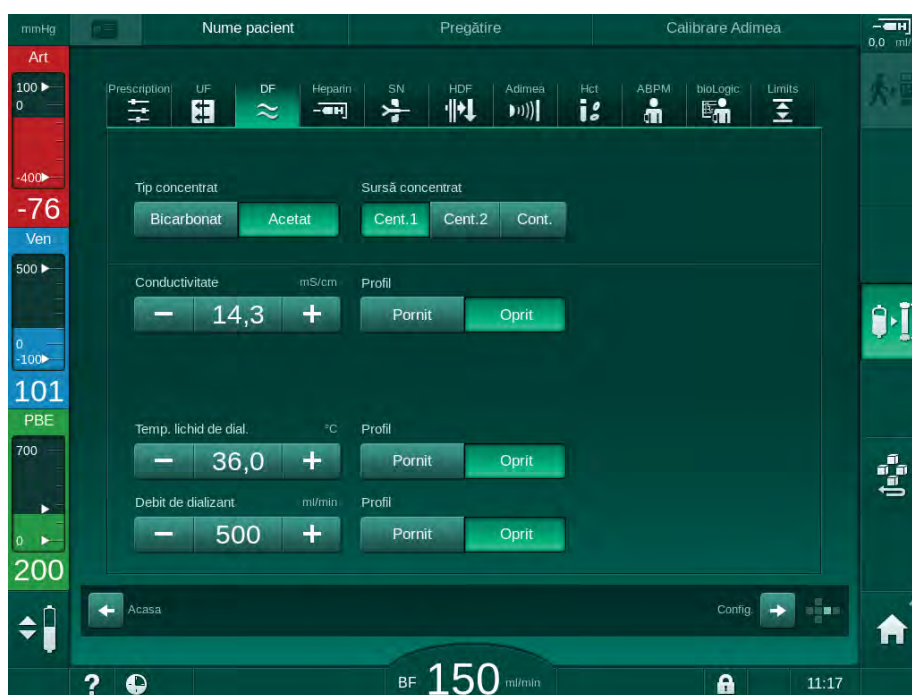 mmHg Nume pacient Pregătire Calibrare Adimea
0,0 ml/
Art
100
0
-400
-76
Ven
500
0
-100
101
PBE
700
0
200
Prescription UF DF Heparin SN HDF Adimea Hct ABPM bioLogic Limits
Tip concentrat Sursă concentrat
Bicarbonat Acetat Cent.1 Cent.2 Cont.
Conductivitate mS/cm Profil
− 14,3 + Pornit Oprit
Temp. lichid de dial. °C Profil
− 36,0 + Pornit Oprit
Debit de dializant ml/min Profil
− 500 + Pornit Oprit
Acasa Config.
? BF 150 ml/min 11:17